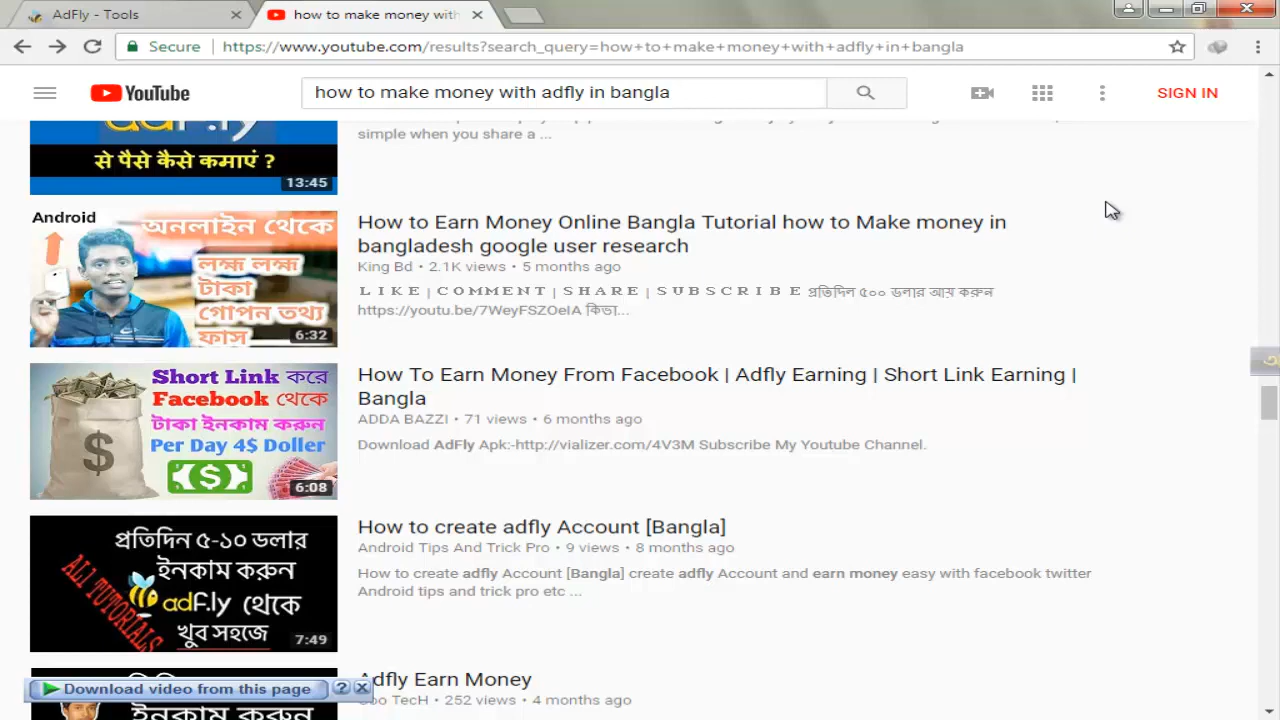 AdFly - Tools
how to make money with
Secure
https://www.youtube.com/results?search_query=how+to+make+money+with+adfly+in+bangla
YouTube
how to make money with adfly in bangla
SIGN IN
adF.ly
simple when you share a ...
से पैसे कैसे कमाएं ?
13:45
Android
অনলাইন থেকে
লক্ষ লক্ষ
টাকা
গোপন তথ্য
ফাস
6:32
How to Earn Money Online Bangla Tutorial how to Make money in
bangladesh google user research
King Bd • 2.1K views • 5 months ago
L I K E | C O M M E N T | S H A R E | S U B S C R I B E প্রতিদিন ৫০০ ডলার আয় করুন
https://youtu.be/7WeyFSZOeIA কিভা...
Short Link করে
Facebook থেকে
টাকা ইনকাম করুন
Per Day 4$ Doller
$
($)
6:08
How To Earn Money From Facebook | Adfly Earning | Short Link Earning |
Bangla
ADDA BAZZI • 71 views • 6 months ago
Download AdFly Apk:-http://vializer.com/4V3M Subscribe My Youtube Channel.
প্রতিদিন ৫-১০ ডলার
ইনকাম করুন
adF.ly থেকে
খুব সহজে
AL1 TUTORIALS
7:49
How to create adfly Account [Bangla]
Android Tips And Trick Pro • 9 views • 8 months ago
How to create adfly Account [Bangla] create adfly Account and earn money easy with facebook twitter
Android tips and trick pro etc ...
Adfly Earn Money
TecH • 252 views • 4 months ago
Download video from this page
ইনকাম করুন